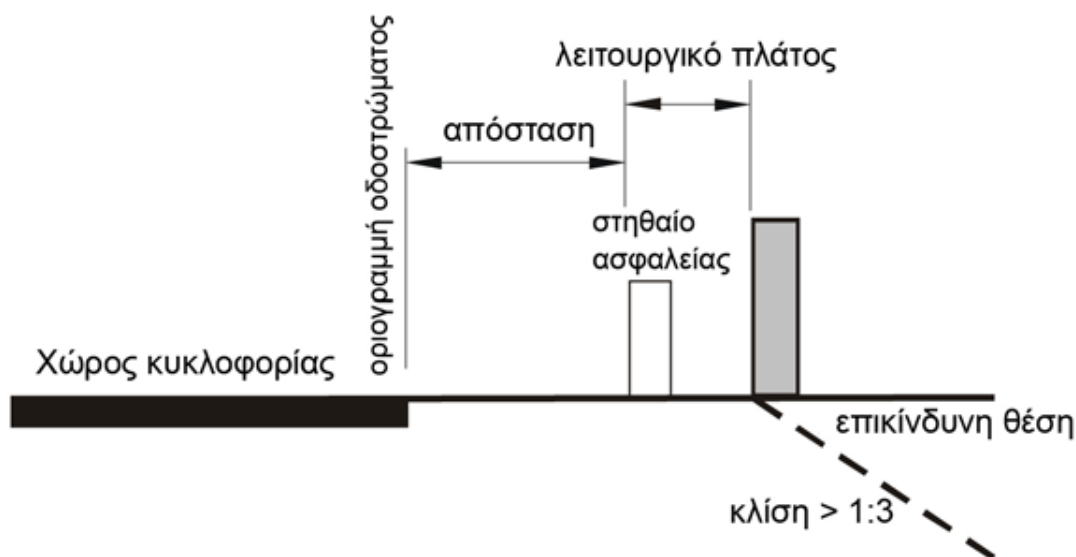 λειτουργικό πλάτος
οριογραμμή οδοστρώματος
απόσταση
στηθαίο
ασφαλείας
Χώρος κυκλοφορίας
επικίνδυνη θέση
κλίση > 1:3